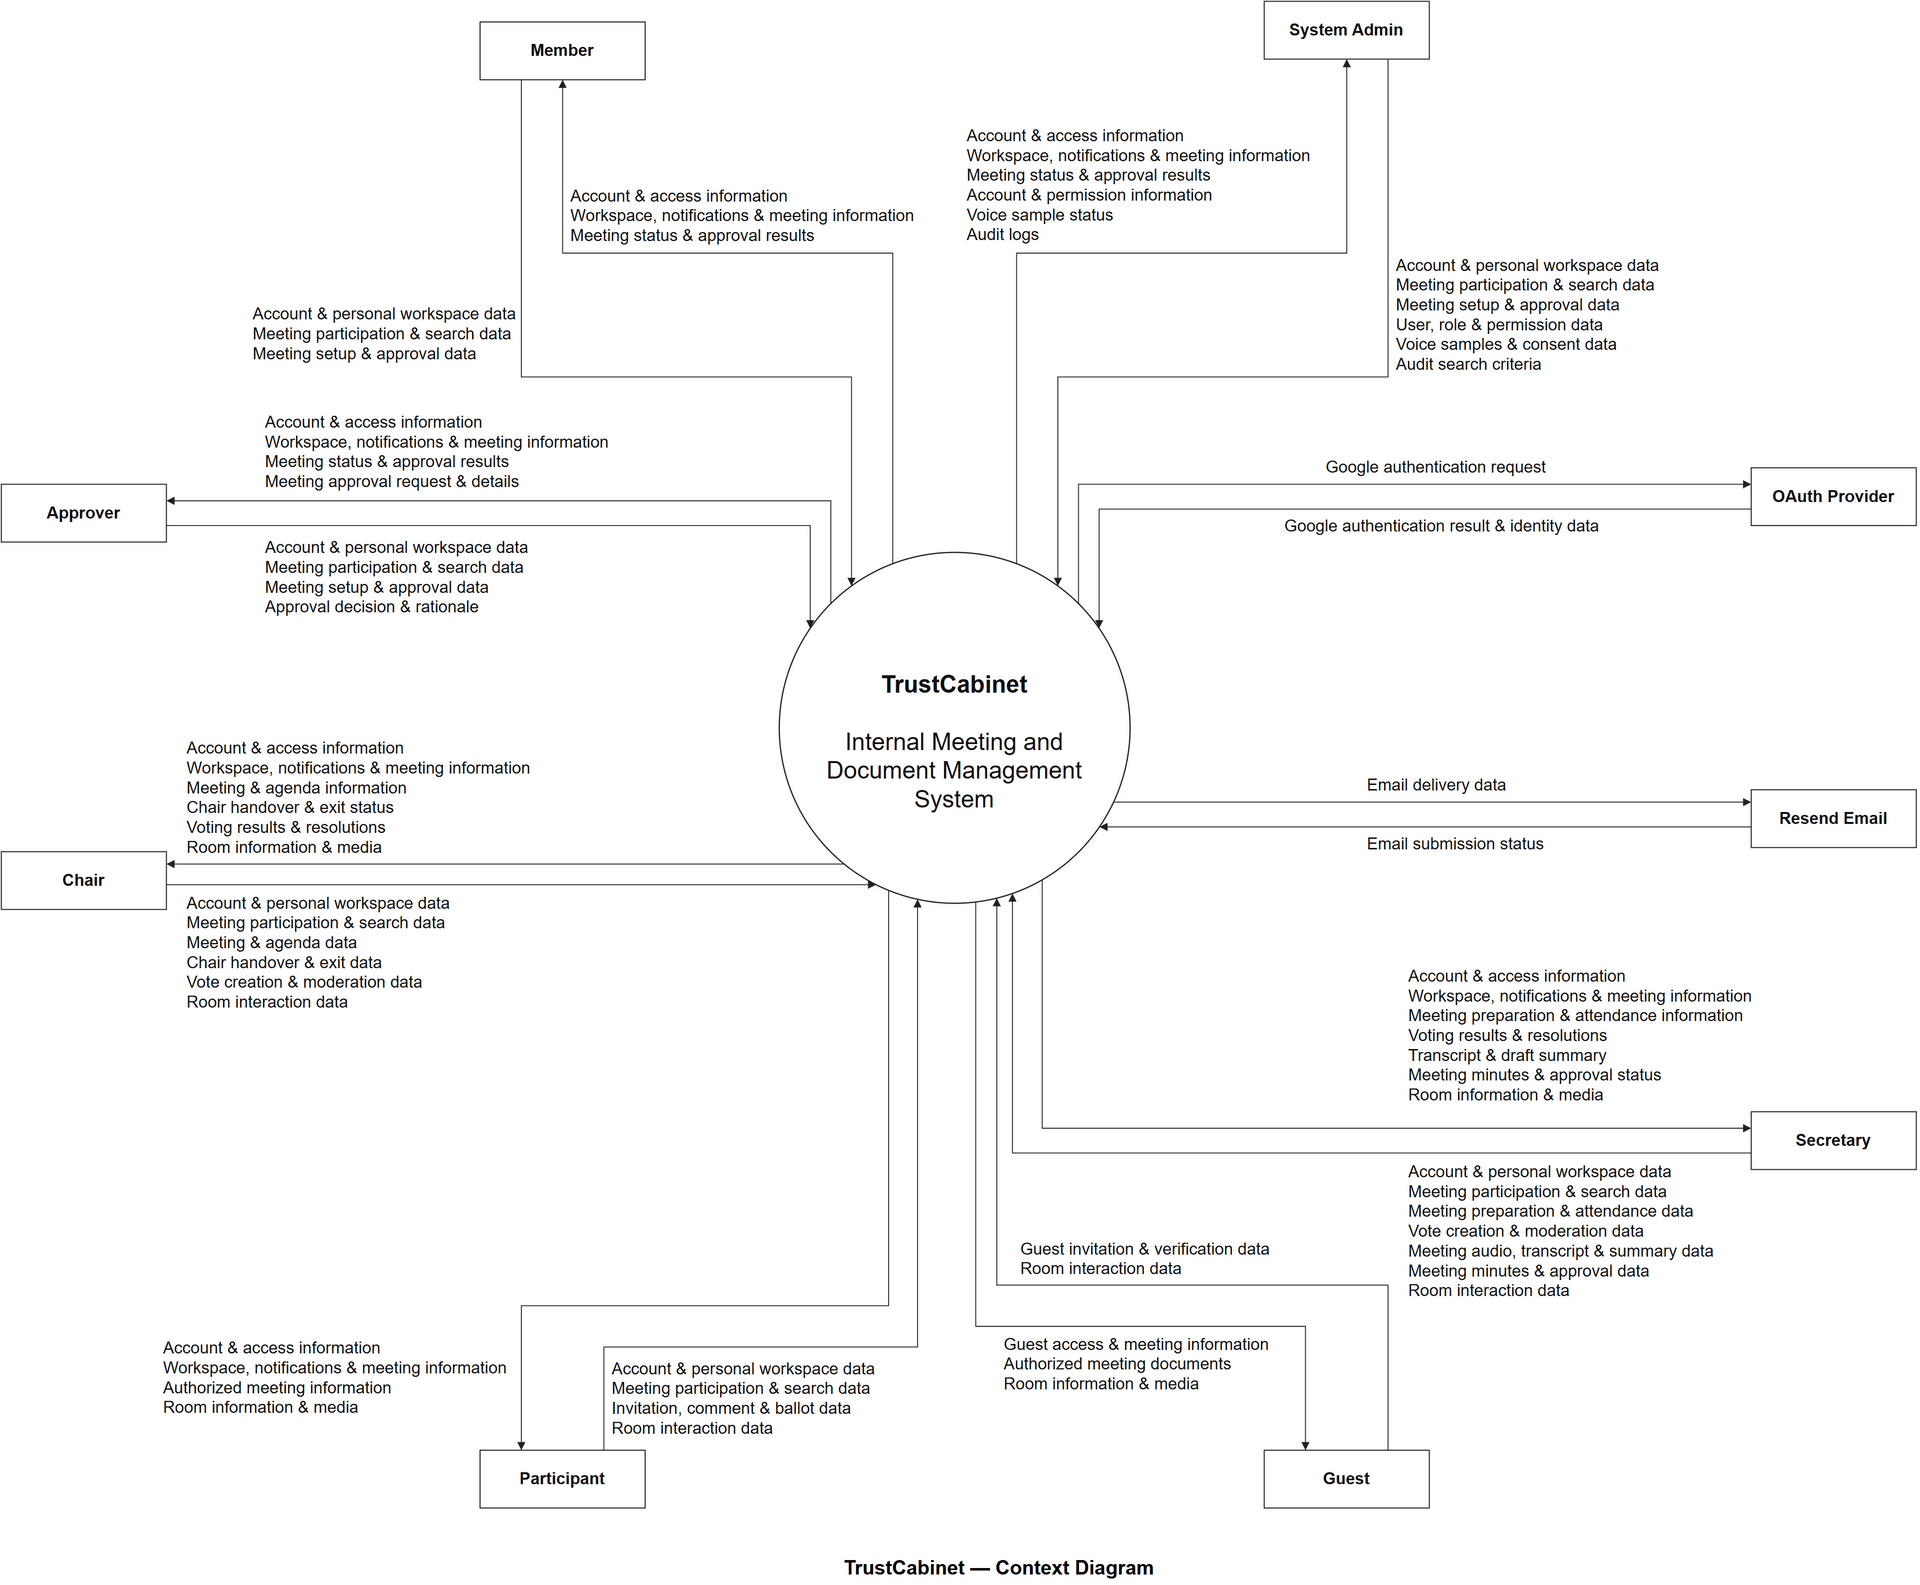 Member
System Admin
Account & access information
Workspace, notifications & meeting information
Meeting status & approval results
Account & permission information
Voice sample status
Audit logs
Account & access information
Workspace, notifications & meeting information
Meeting status & approval results
Account & personal workspace data
Meeting participation & search data
Meeting setup & approval data
User, role & permission data
Voice samples & consent data
Audit search criteria
Account & personal workspace data
Meeting participation & search data
Meeting setup & approval data
Account & access information
Workspace, notifications & meeting information
Meeting status & approval results
Meeting approval request & details
Approver
Account & personal workspace data
Meeting participation & search data
Meeting setup & approval data
Approval decision & rationale
Google authentication request
OAuth Provider
Google authentication result & identity data
TrustCabinet
Internal Meeting and
Document Management
System
Account & access information
Workspace, notifications & meeting information
Meeting & agenda information
Chair handover & exit status
Voting results & resolutions
Room information & media
Chair
Account & personal workspace data
Meeting participation & search data
Meeting & agenda data
Chair handover & exit data
Vote creation & moderation data
Room interaction data
Email delivery data
Resend Email
Email submission status
Account & access information
Workspace, notifications & meeting information
Meeting preparation & attendance information
Voting results & resolutions
Transcript & draft summary
Meeting minutes & approval status
Room information & media
Secretary
Account & personal workspace data
Meeting participation & search data
Meeting preparation & attendance data
Vote creation & moderation data
Meeting audio, transcript & summary data
Meeting minutes & approval data
Room interaction data
Guest invitation & verification data
Room interaction data
Guest access & meeting information
Authorized meeting documents
Room information & media
Account & access information
Workspace, notifications & meeting information
Authorized meeting information
Room information & media
Account & personal workspace data
Meeting participation & search data
Invitation, comment & ballot data
Room interaction data
Participant
Guest
TrustCabinet — Context Diagram